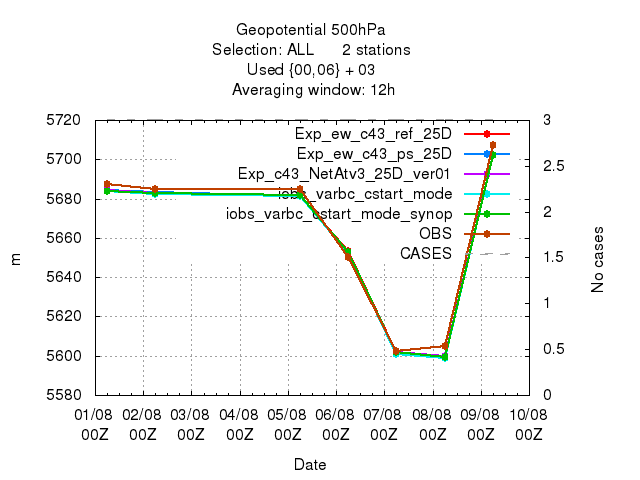 Geopotential 500hPa
Selection: ALL 2 stations
Used {00,06} + 03
Averaging window: 12h
5720
5700
5680
5660
5640
5620
5600
5580
m
3
2.5
2
1.5
1
0.5
0
No cases
Exp_ew_c43_ref_25D
Exp_ew_c43_ps_25D
Exp_c43_NetAtv3_25D_ver01
iobs_varbc_cstart_mode
iobs_varbc_cstart_mode_synop
OBS
CASES
01/08 02/08 03/08 04/08 05/08 06/08 07/08 08/08 09/08 10/08
00Z 00Z 00Z 00Z 00Z 00Z 00Z 00Z 00Z 00Z
Date